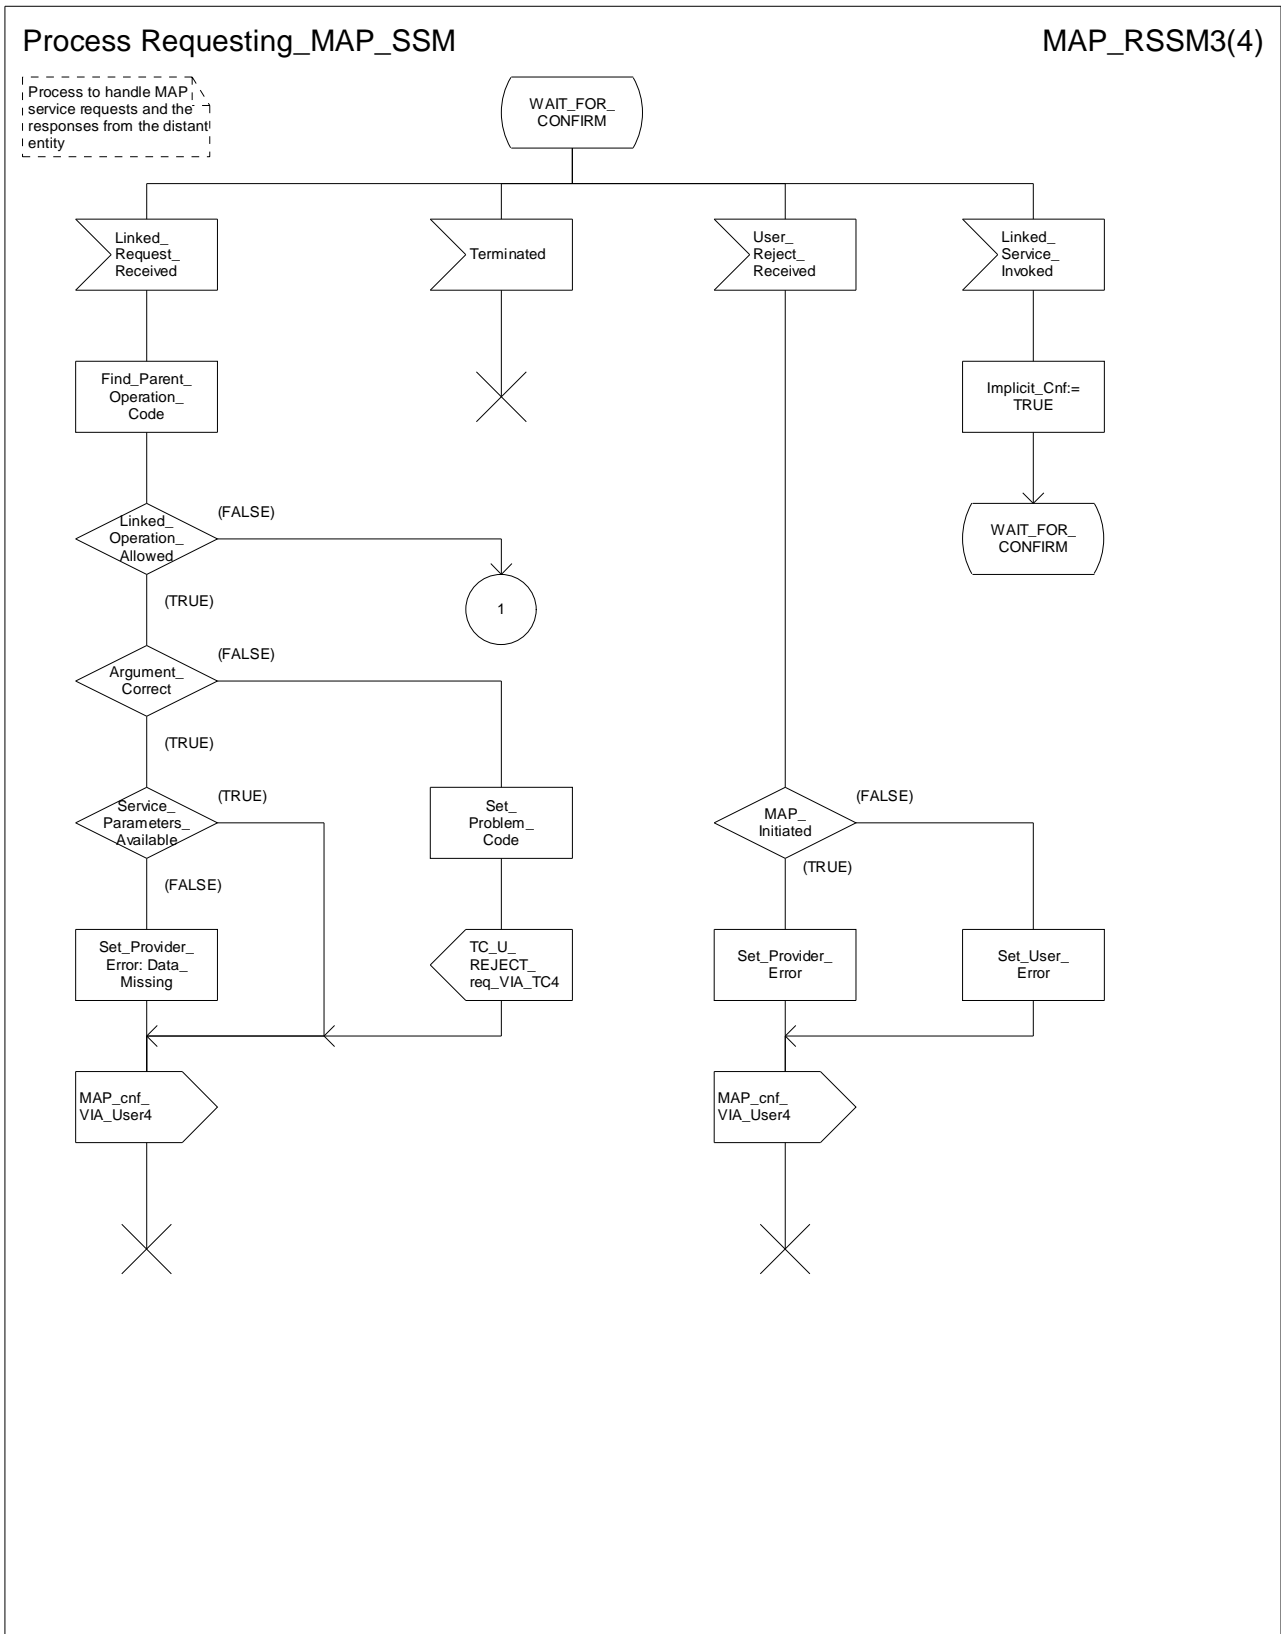 Process Requesting_MAP_SSM
MAP_RSSM3(4)
Process to handle MAP
service requests and the
responses from the distant
entity
WAIT_FOR_
CONFIRM
Linked_
Request_
Received
Terminated
User_
Reject_
Received
Linked_
Service_
Invoked
Find_Parent_
Operation_
Code
Implicit_Cnf:=
TRUE
Linked_
Operation_
Allowed
(FALSE)
WAIT_FOR_
CONFIRM
(TRUE)
1
Argument_
Correct
(FALSE)
(TRUE)
Service_
Parameters_
Available
(TRUE)
Set_
Problem_
Code
MAP_
Initiated
(FALSE)
(FALSE)
(TRUE)
Set_Provider_
Error: Data_
Missing
TC_U_
REJECT_
req_VIA_TC4
Set_Provider_
Error
Set_User_
Error
MAP_cnf_
VIA_User4
MAP_cnf_
VIA_User4